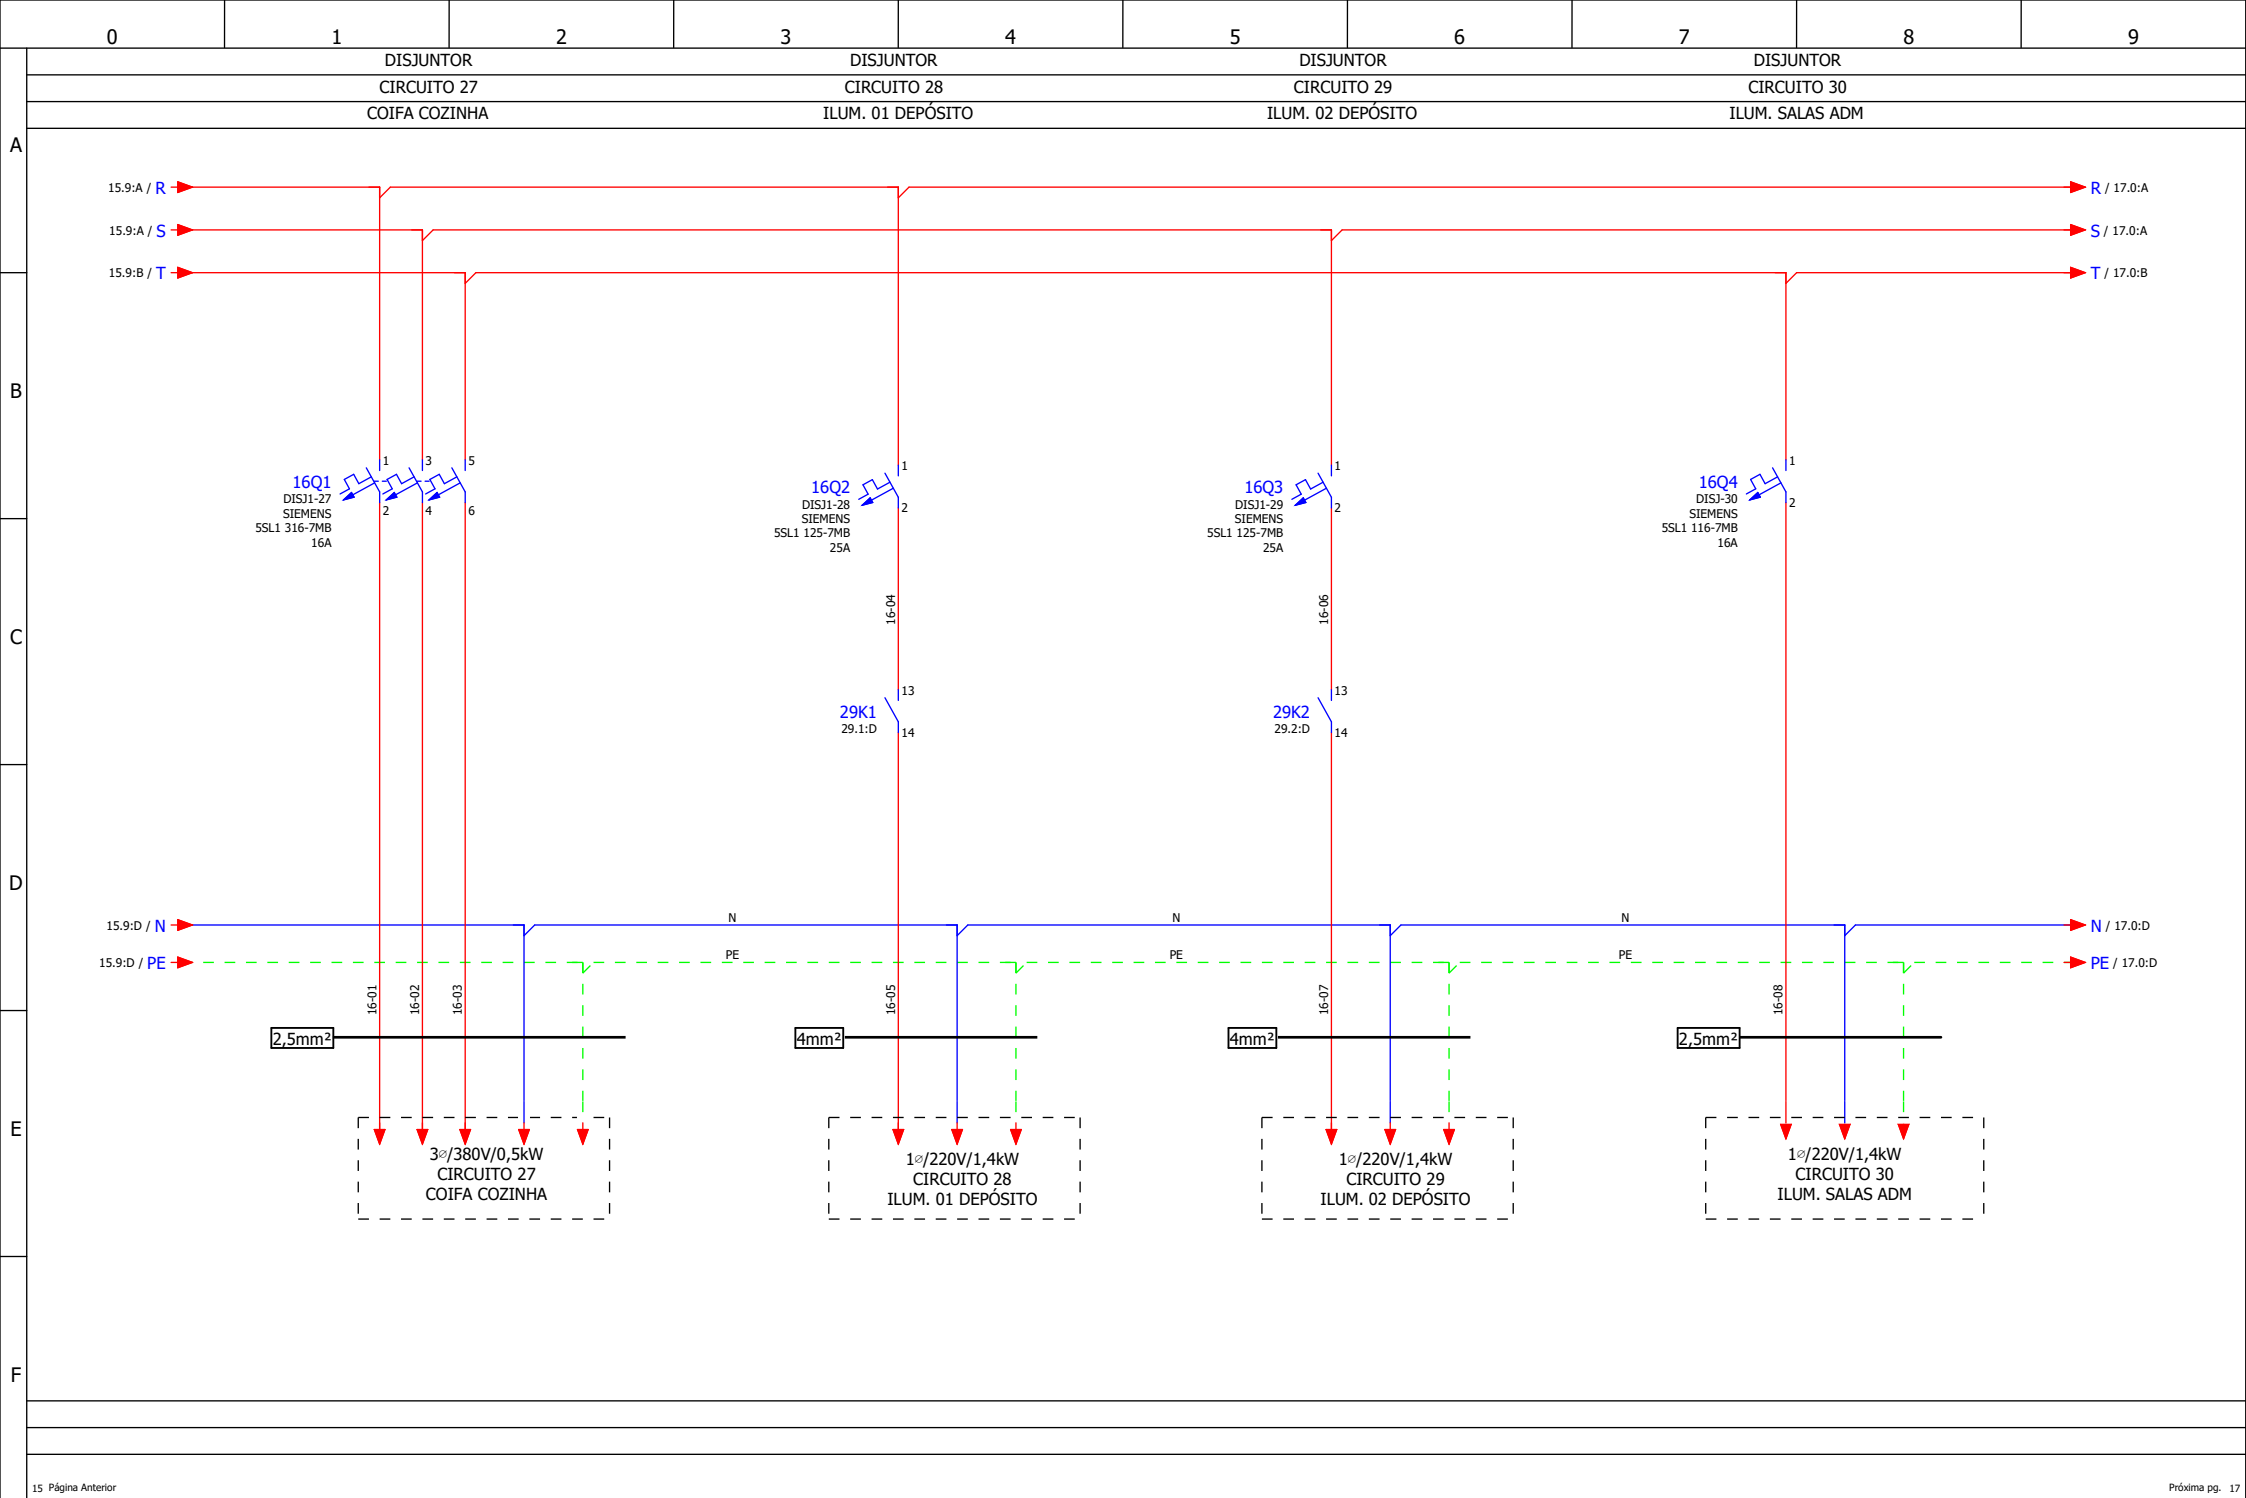 0 1 2 3 4 5 6 7 8 9
DISJUNTOR DISJUNTOR DISJUNTOR DISJUNTOR
CIRCUITO 27 CIRCUITO 28 CIRCUITO 29 CIRCUITO 30
COIFA COZINHA ILUM. 01 DEPÓSITO ILUM. 02 DEPÓSITO ILUM. SALAS ADM
A
15.9:A / R R / 17.0:A
15.9:A / S S / 17.0:A
15.9:B / T T / 17.0:B
B
16Q1
DISJ1-27
SIEMENS
5SL1 316-7MB
16A
1 3 5
2 4 6
16Q2
DISJ1-28
SIEMENS
5SL1 125-7MB
25A
1
2
16Q3
DISJ1-29
SIEMENS
5SL1 125-7MB
25A
1
2
16Q4
DISJ-30
SIEMENS
5SL1 116-7MB
16A
1
2
C
16-04 16-06
29K1
29.1:D
13
14
29K2
29.2:D
13
14
D
15.9:D / N N N N N / 17.0:D
15.9:D / PE PE PE PE PE / 17.0:D
16-01 16-02 16-03 16-05 16-07 16-08
2,5mm² 4mm² 4mm² 2,5mm²
E
3⌀/380V/0,5kW
CIRCUITO 27
COIFA COZINHA
1⌀/220V/1,4kW
CIRCUITO 28
ILUM. 01 DEPÓSITO
1⌀/220V/1,4kW
CIRCUITO 29
ILUM. 02 DEPÓSITO
1⌀/220V/1,4kW
CIRCUITO 30
ILUM. SALAS ADM
F
15 Página Anterior Próxima pg. 17